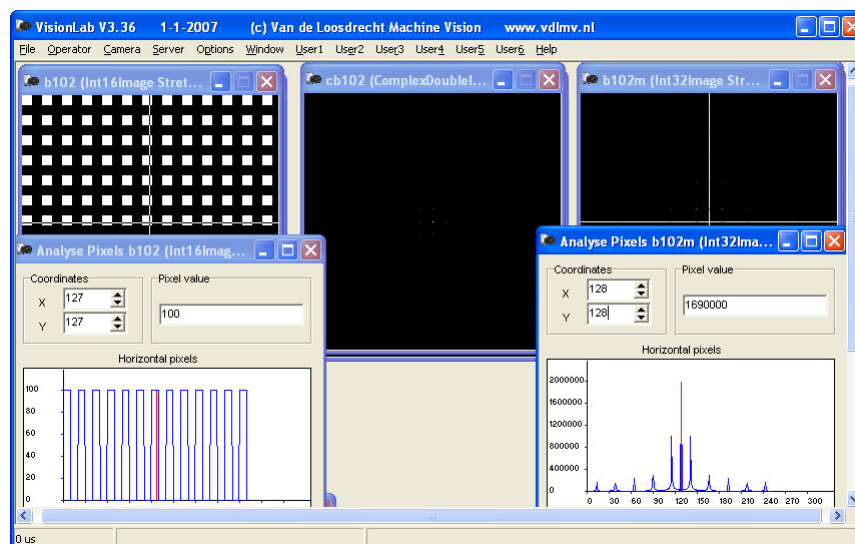 VisionLab V3.36 1-1-2007 (c) Van de Loosdrecht Machine Vision www.vdlmv.nl
File Operator Camera Server Options Window User1 User2 User3 User4 User5 User6 Help
b102 (Int16Image Stret...
cb102 (ComplexDoubleI...
b102m (Int32Image Str...
Analyse Pixels b102 (Int16Imag...
Coordinates
X 127
Y 127
Pixel value
100
Horizontal pixels
100
80
60
40
20
0
Analyse Pixels b102m (Int32Ima...
Coordinates
X 128
Y 128
Pixel value
1690000
Horizontal pixels
2000000
1600000
1200000
800000
400000
0
0 30 60 90 120 150 180 210 240 270 300
0 us